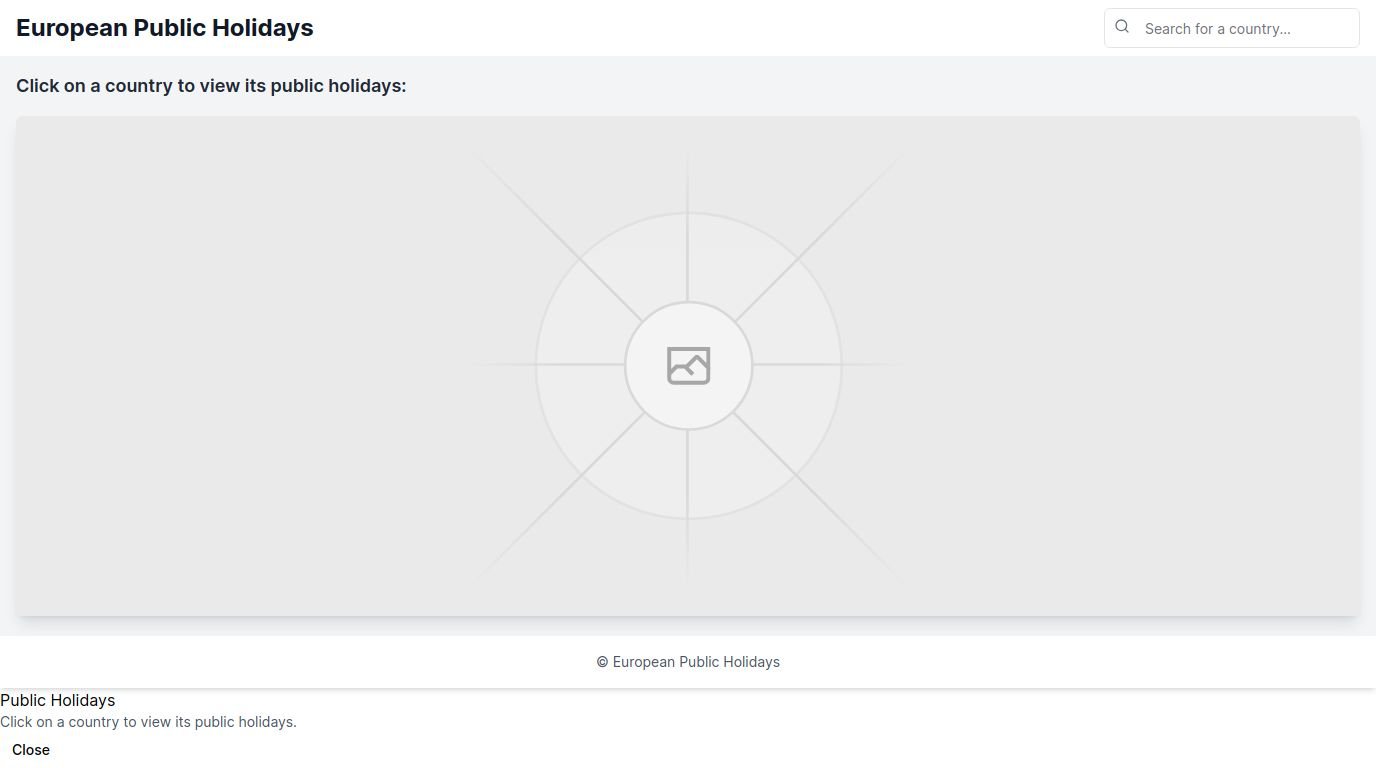 European Public Holidays
Search for a country...
Click on a country to view its public holidays:
© European Public Holidays
Public Holidays
Click on a country to view its public holidays.
Close